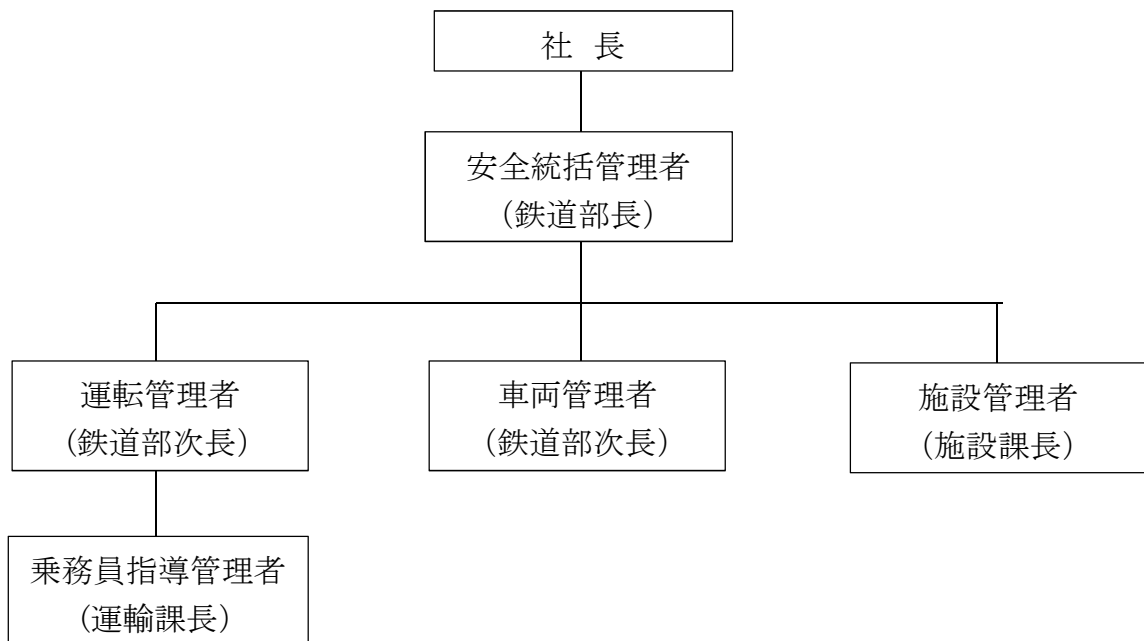 社 長
安全統括管理者
(鉄道部長)
運転管理者
(鉄道部次長)
車両管理者
(鉄道部次長)
施設管理者
(施設課長)
乗務員指導管理者
(運輸課長)